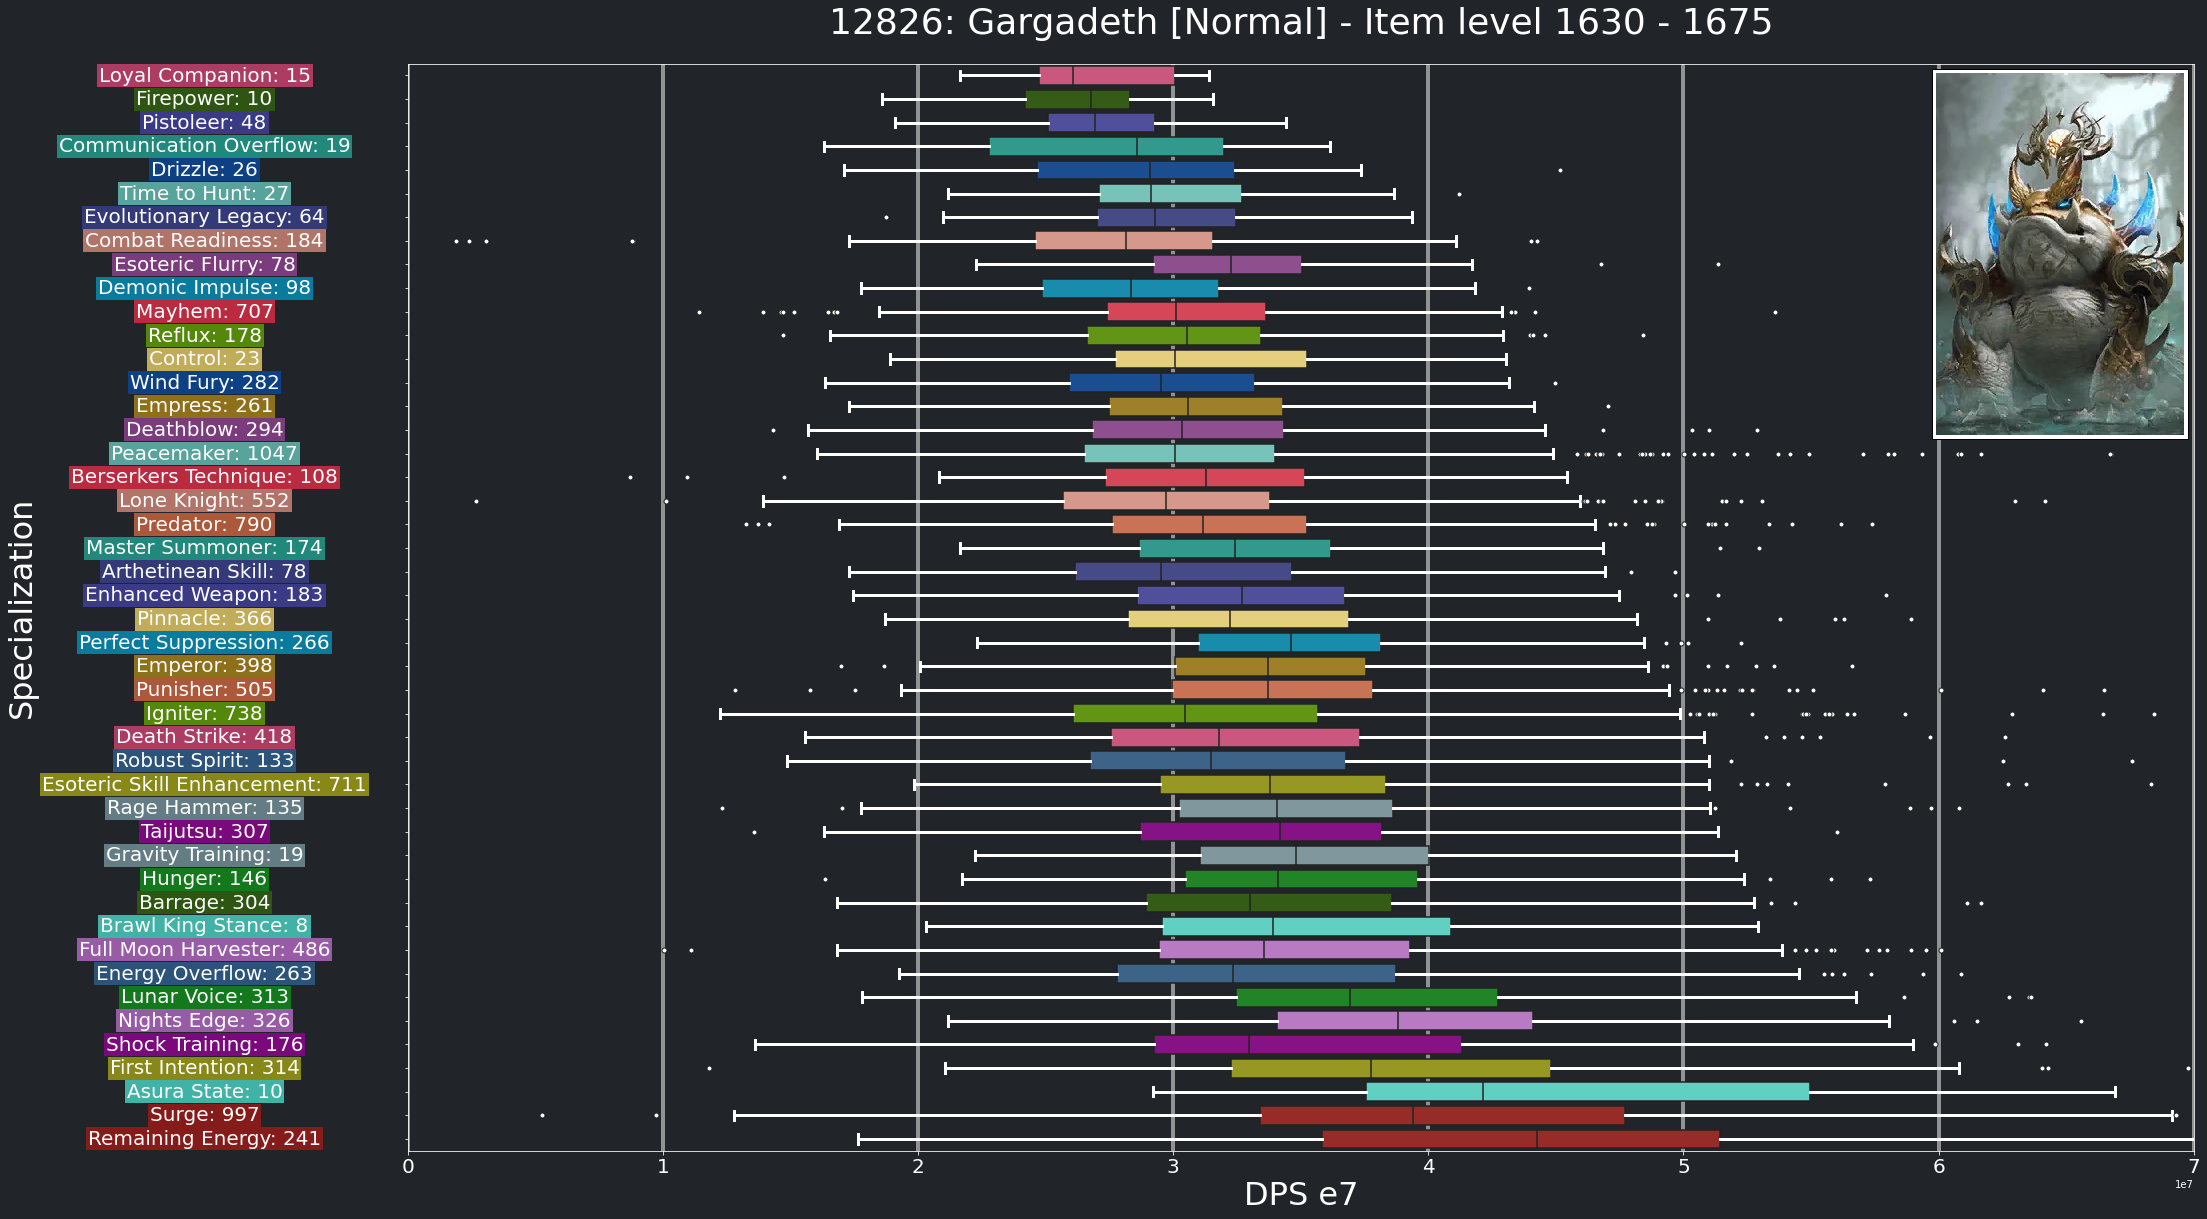 12826: Gargadeth [Normal] - Item level 1630 - 1675
Specialization
Loyal Companion: 15
Firepower: 10
Pistoleer: 48
Communication Overflow: 19
Drizzle: 26
Time to Hunt: 27
Evolutionary Legacy: 64
Combat Readiness: 184
Esoteric Flurry: 78
Demonic Impulse: 98
Mayhem: 707
Reflux: 178
Control: 23
Wind Fury: 282
Empress: 261
Deathblow: 294
Peacemaker: 1047
Berserkers Technique: 108
Lone Knight: 552
Predator: 790
Master Summoner: 174
Arthetinean Skill: 78
Enhanced Weapon: 183
Pinnacle: 366
Perfect Suppression: 266
Emperor: 398
Punisher: 505
Igniter: 738
Death Strike: 418
Robust Spirit: 133
Esoteric Skill Enhancement: 711
Rage Hammer: 135
Taijutsu: 307
Gravity Training: 19
Hunger: 146
Barrage: 304
Brawl King Stance: 8
Full Moon Harvester: 486
Energy Overflow: 263
Lunar Voice: 313
Nights Edge: 326
Shock Training: 176
First Intention: 314
Asura State: 10
Surge: 997
Remaining Energy: 241
0 1 2 3 4 5 6 7
DPS e7
1e7